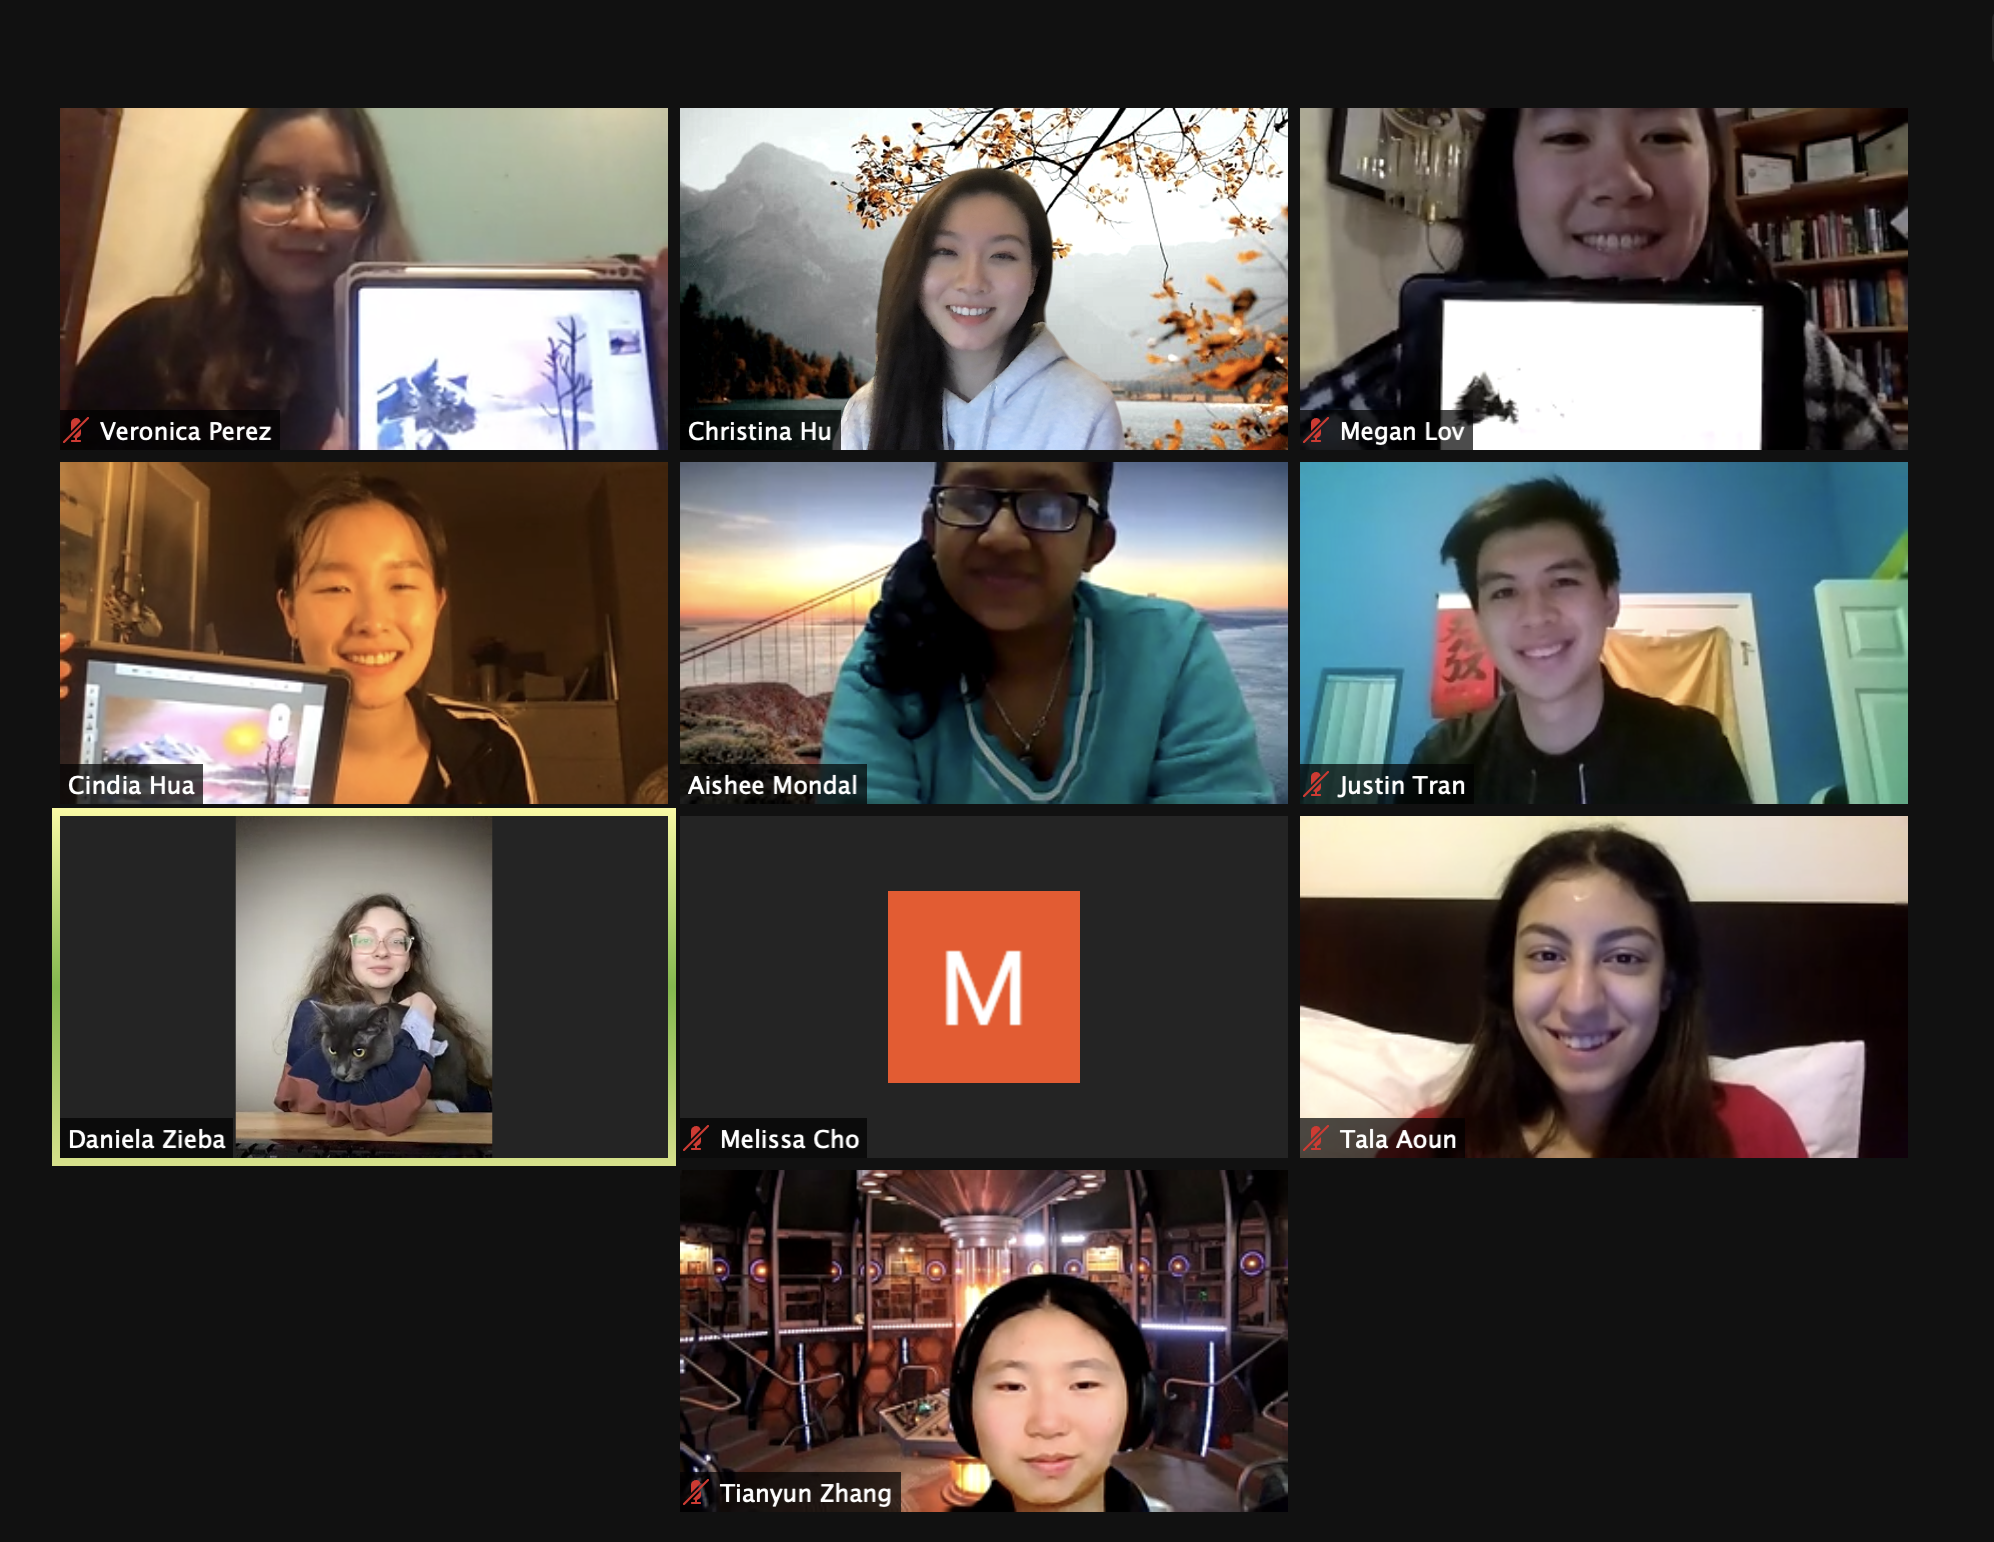 Veronica Perez
Christina Hu
Megan Lov
Cindia Hua
Aishee Mondal
Justin Tran
Daniela Zieba
M
Melissa Cho
Tala Aoun
Tianyun Zhang